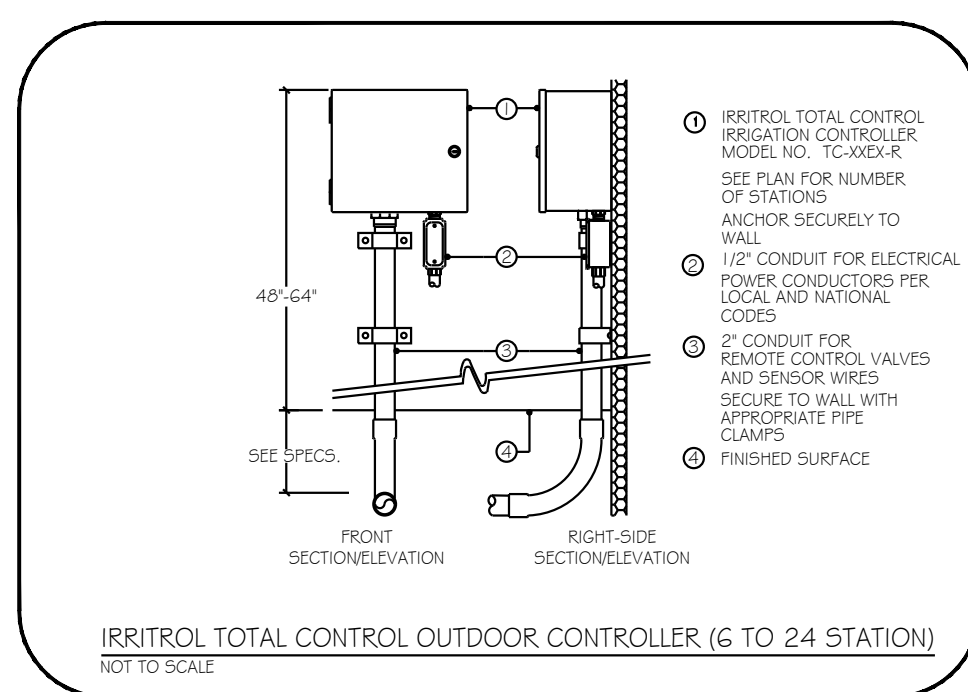 1
2
3
4
48"-64"
SEE SPECS.
FRONT
SECTION/ELEVATION
RIGHT-SIDE
SECTION/ELEVATION
1 IRRITROL TOTAL CONTROL
IRRIGATION CONTROLLER
MODEL NO. TC-XXEX-R
SEE PLAN FOR NUMBER
OF STATIONS
ANCHOR SECURELY TO
WALL
2 1/2" CONDUIT FOR ELECTRICAL
POWER CONDUCTORS PER
LOCAL AND NATIONAL
CODES
3 2" CONDUIT FOR
REMOTE CONTROL VALVES
AND SENSOR WIRES
SECURE TO WALL WITH
APPROPRIATE PIPE
CLAMPS
4 FINISHED SURFACE
IRRITROL TOTAL CONTROL OUTDOOR CONTROLLER (6 TO 24 STATION)
NOT TO SCALE